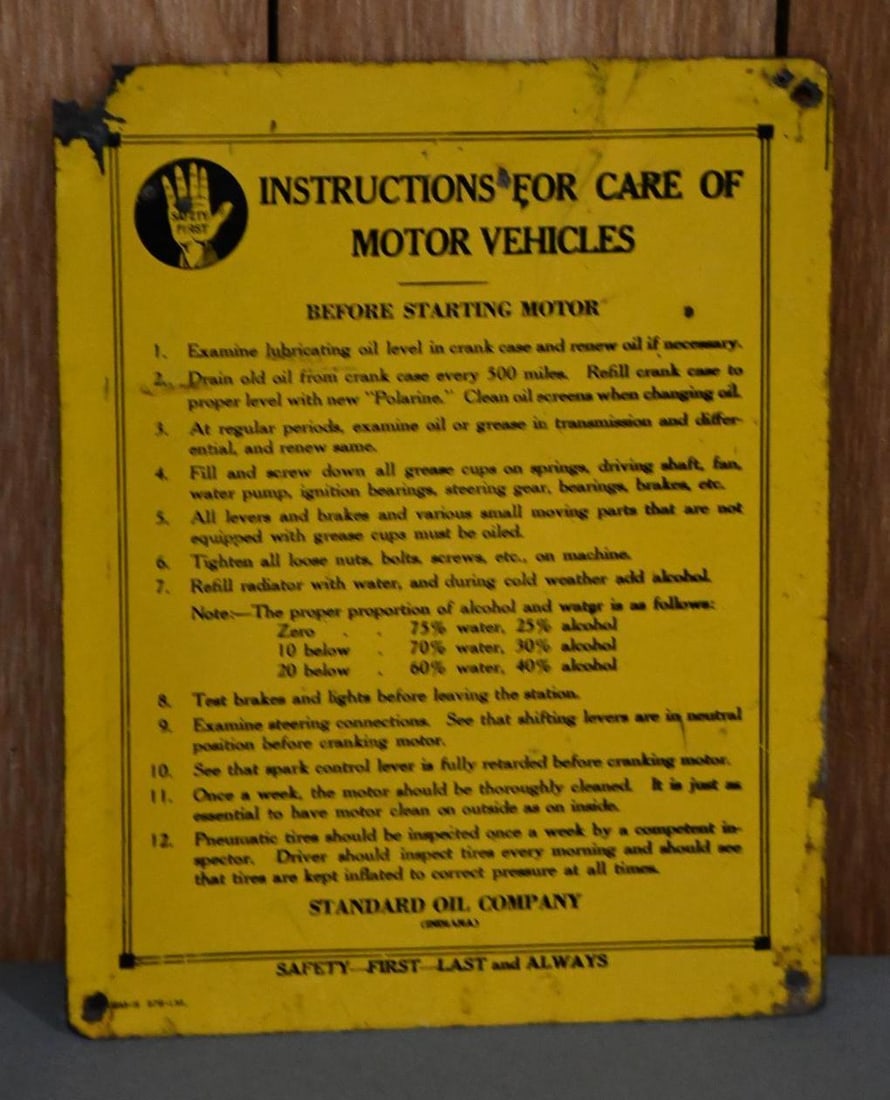 SAFETY
FIRST
INSTRUCTIONS FOR CARE OF
MOTOR VEHICLES
BEFORE STARTING MOTOR
1. Examine lubricating oil level in crank case and renew oil if necessary.
2. Drain old oil from crank case every 500 miles. Refill crank case to
proper level with new "Polarine." Clean oil screens when changing oil.
3. At regular periods, examine oil or grease in transmission and differ-
ential, and renew same.
4. Fill and screw down all grease cups on springs, driving shaft, fan,
water pump, ignition bearings, steering gear, bearings, brakes, etc.
5. All levers and brakes and various small moving parts that are not
equipped with grease cups must be oiled.
6. Tighten all loose nuts, bolts, screws, etc., on machine.
7. Refill radiator with water, and during cold weather add alcohol.
Note:—The proper proportion of alcohol and water is as follows:
Zero . . 75% water, 25% alcohol
10 below . 70% water, 30% alcohol
20 below . 60% water, 40% alcohol
8. Test brakes and lights before leaving the station.
9. Examine steering connections. See that shifting levers are in neutral
position before cranking motor.
10. See that spark control lever is fully retarded before cranking motor.
11. Once a week, the motor should be thoroughly cleaned. It is just as
essential to have motor clean on outside as on inside.
12. Pneumatic tires should be inspected once a week by a competent in-
spector. Driver should inspect tires every morning and should see
that tires are kept inflated to correct pressure at all times.
STANDARD OIL COMPANY
(INDIANA)
SAFETY—FIRST—LAST and ALWAYS